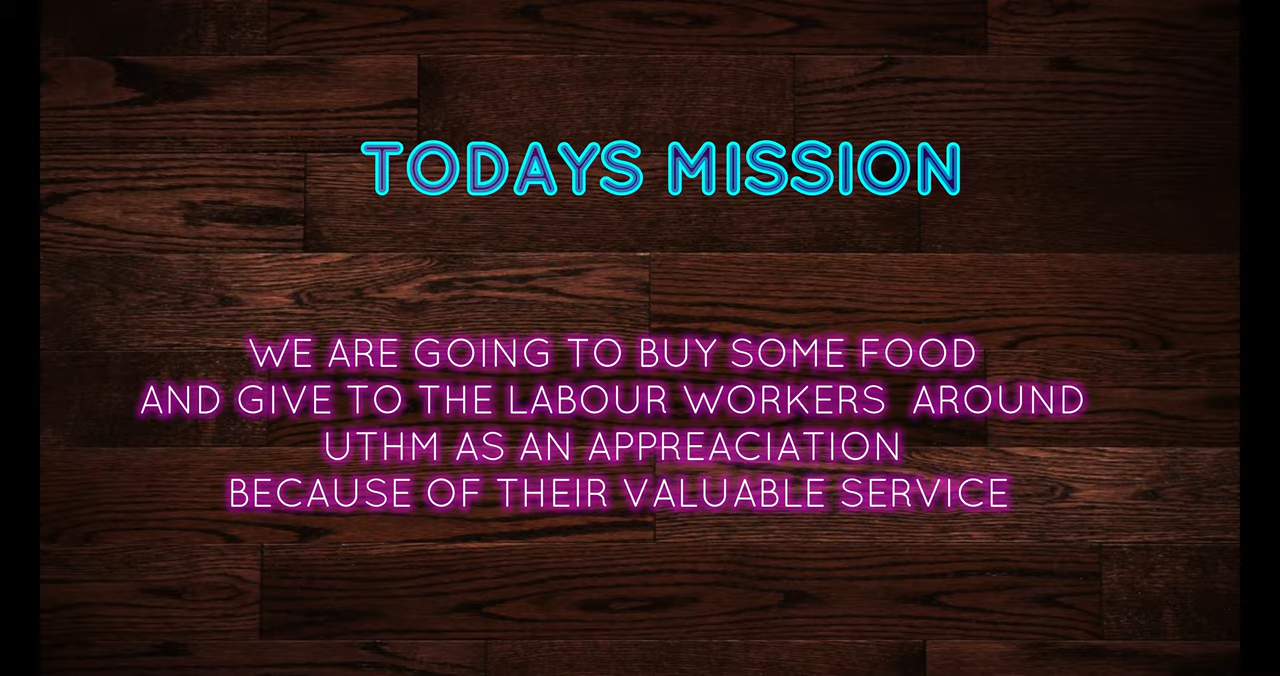 TODAYS MISSION
WE ARE GOING TO BUY SOME FOOD
AND GIVE TO THE LABOUR WORKERS AROUND
UTHM AS AN APPREACIATION
BECAUSE OF THEIR VALUABLE SERVICE